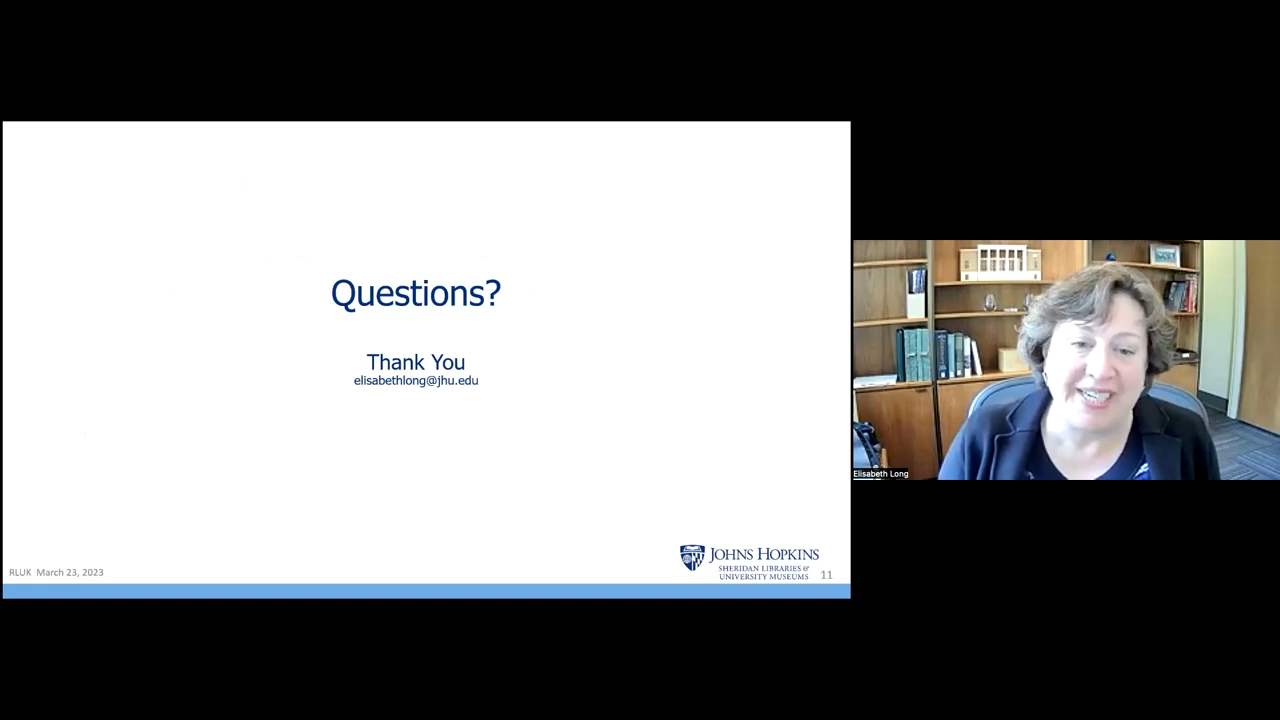 Questions?
Thank You
elisabethlong@jhu.edu
JOHNS HOPKINS
SHERIDAN LIBRARIES &
UNIVERSITY MUSEUMS
RLUK March 23, 2023
11
Elisabeth Long